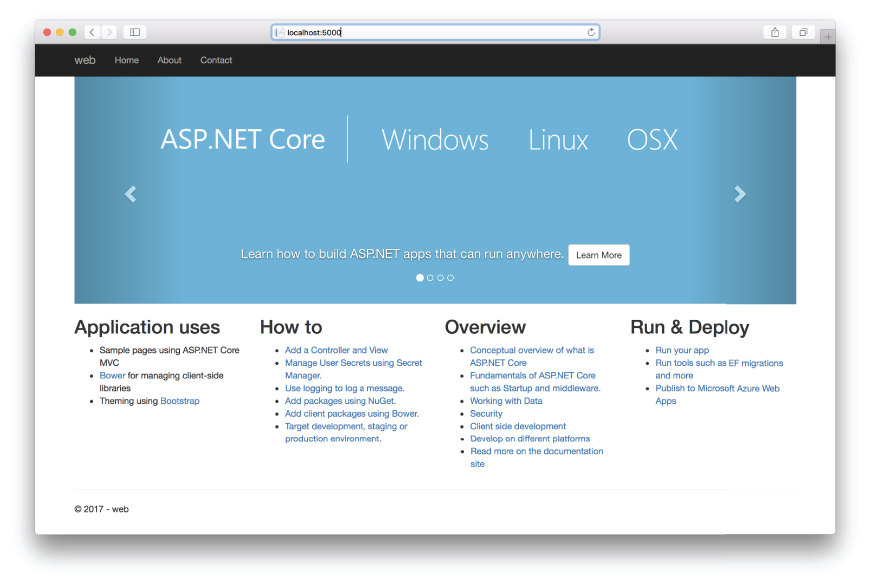 localhost:5000
web Home About Contact
ASP.NET Core Windows Linux OSX
Learn how to build ASP.NET apps that can run anywhere. Learn More
Application uses
Sample pages using ASP.NET Core
MVC
Bower for managing client-side
libraries
Theming using Bootstrap
How to
Add a Controller and View
Manage User Secrets using Secret
Manager.
Use logging to log a message.
Add packages using NuGet.
Add client packages using Bower.
Target development, staging or
production environment.
Overview
Conceptual overview of what is
ASP.NET Core
Fundamentals of ASP.NET Core
such as Startup and middleware.
Working with Data
Security
Client side development
Develop on different platforms
Read more on the documentation
site
Run & Deploy
Run your app
Run tools such as EF migrations
and more
Publish to Microsoft Azure Web
Apps
© 2017 - web